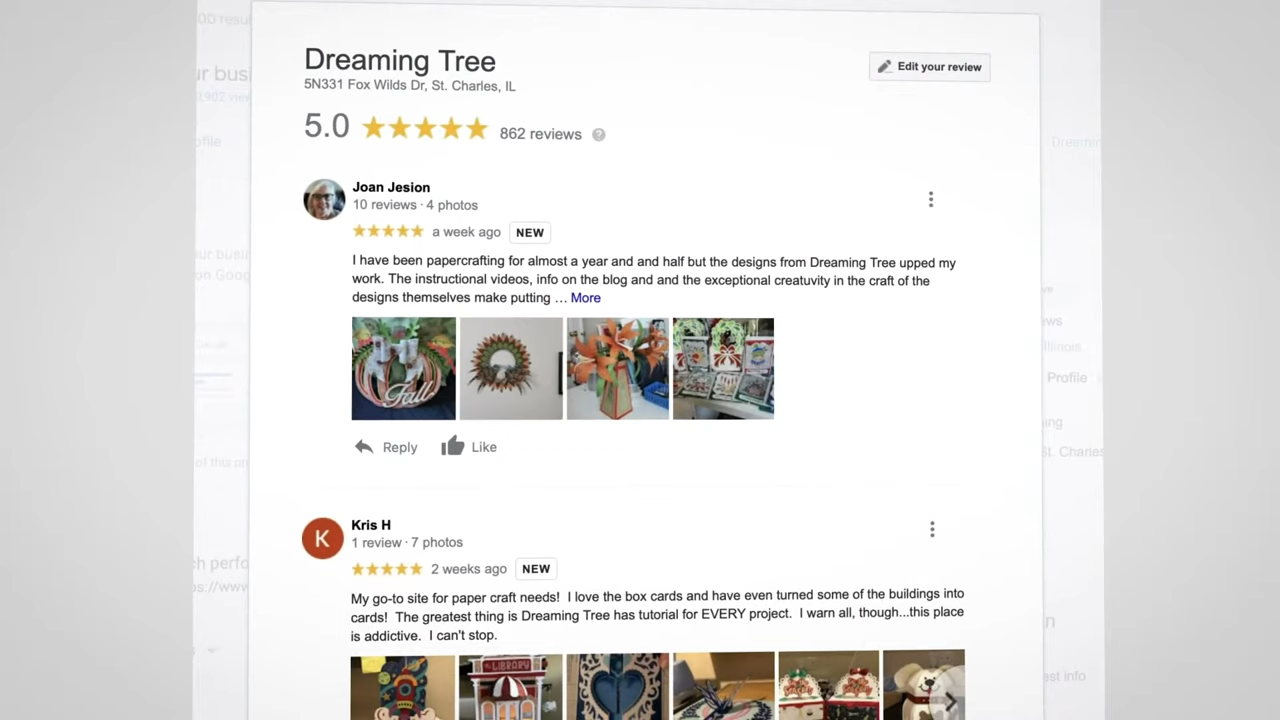 Dreaming Tree
Edit your review
5N331 Fox Wilds Dr, St. Charles, IL
5.0
862 reviews
Joan Jesion
10 reviews · 4 photos
a week ago
NEW
I have been papercrafting for almost a year and and half but the designs from Dreaming Tree upped my
work. The instructional videos, info on the blog and and the exceptional creatuvity in the craft of the
designs themselves make putting … More
Fall
Reply
Like
Profile
St. Charles
K
Kris H
1 review · 7 photos
2 weeks ago
NEW
My go-to site for paper craft needs! I love the box cards and have even turned some of the buildings into
cards! The greatest thing is Dreaming Tree has tutorial for EVERY project. I warn all, though...this place
is addictive. I can't stop.
LIBRARY